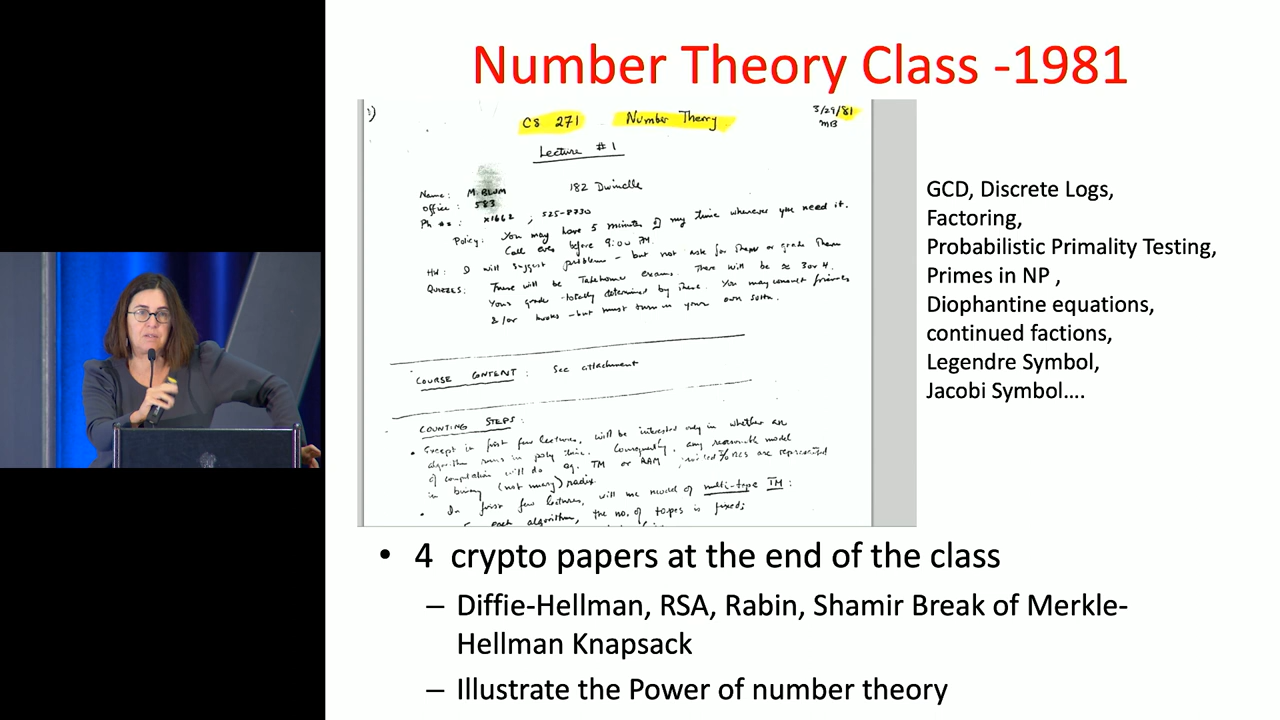 Number Theory Class -1981
CS 271 Number Theory 3/29/81
MB
Lecture #1
Name: M. BLUM 182 Dwinelle
Office: 583
Ph #s: x1662, 525-8730
Policy: You may have 5 minutes of my time whenever you need it.
Call eves before 9:00 PM.
HW: I will suggest problems - but not ask for them or grade them
QUIZZES: There will be Takehome exams. There will be ≈ 3 or 4.
Your grade totally determined by these. You may consult friends
&/or books - but must turn in your own soltn.
COURSE CONTENT: See attachment
COUNTING STEPS:
• Except in first few lectures, will be interested only in whether an
algorithm runs in poly time. Consequently, any reasonable model
of computation will do eg. TM or RAM, provided are represented
in binary (not unary) radix
• In first few lectures, will use model of multi-tape TM:
each algorithm, the no. of tapes is fixed;
GCD, Discrete Logs,
Factoring,
Probabilistic Primality Testing,
Primes in NP ,
Diophantine equations,
continued factions,
Legendre Symbol,
Jacobi Symbol....
• 4 crypto papers at the end of the class
– Diffie-Hellman, RSA, Rabin, Shamir Break of Merkle-
Hellman Knapsack
– Illustrate the Power of number theory